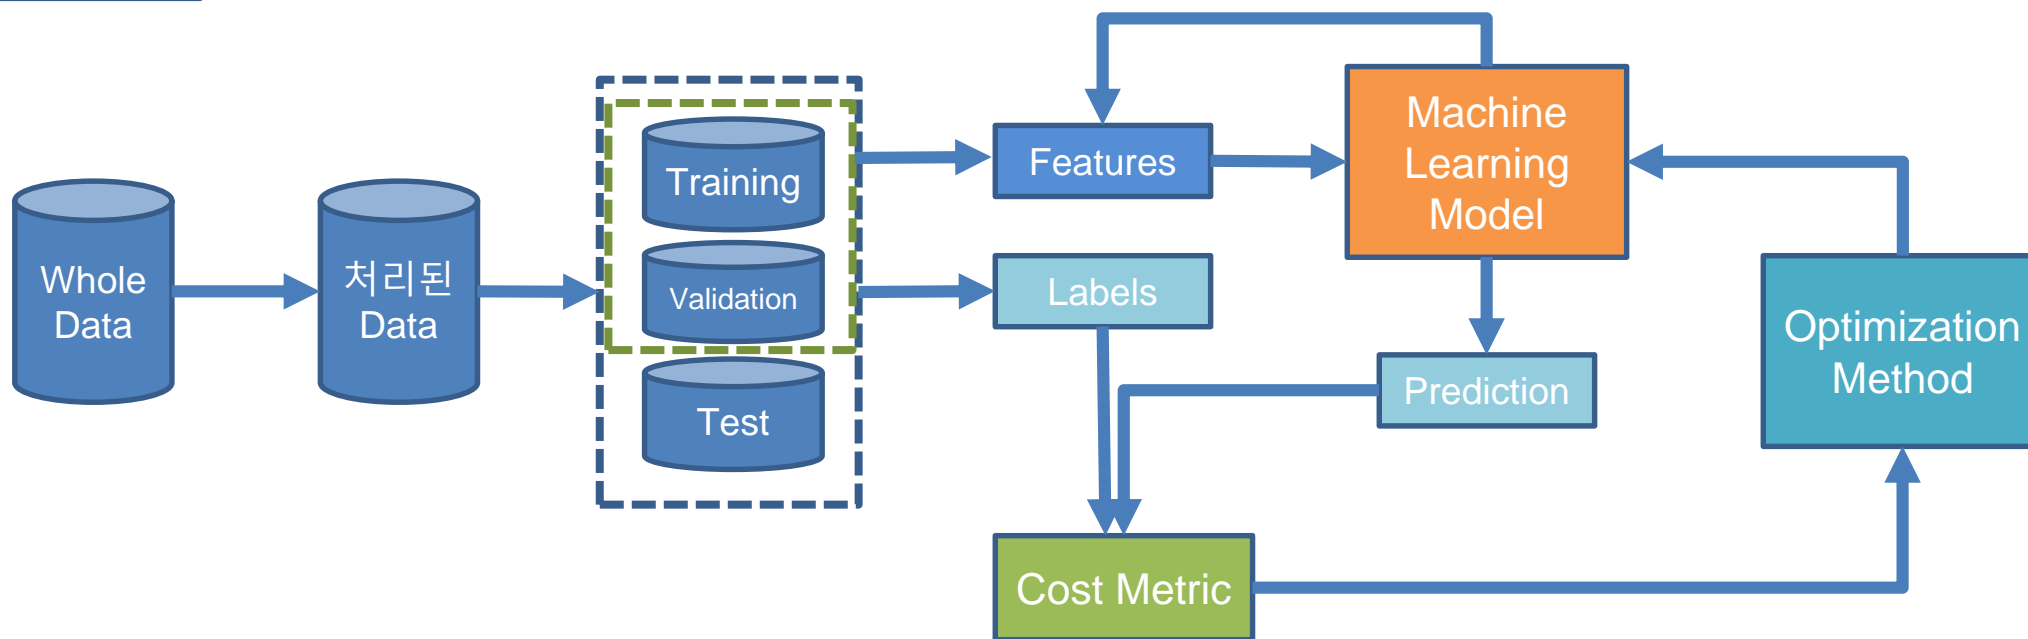 Whole
Data
처리된
Data
Training
Validation
Test
Features
Labels
Machine
Learning
Model
Prediction
Optimization
Method
Cost Metric